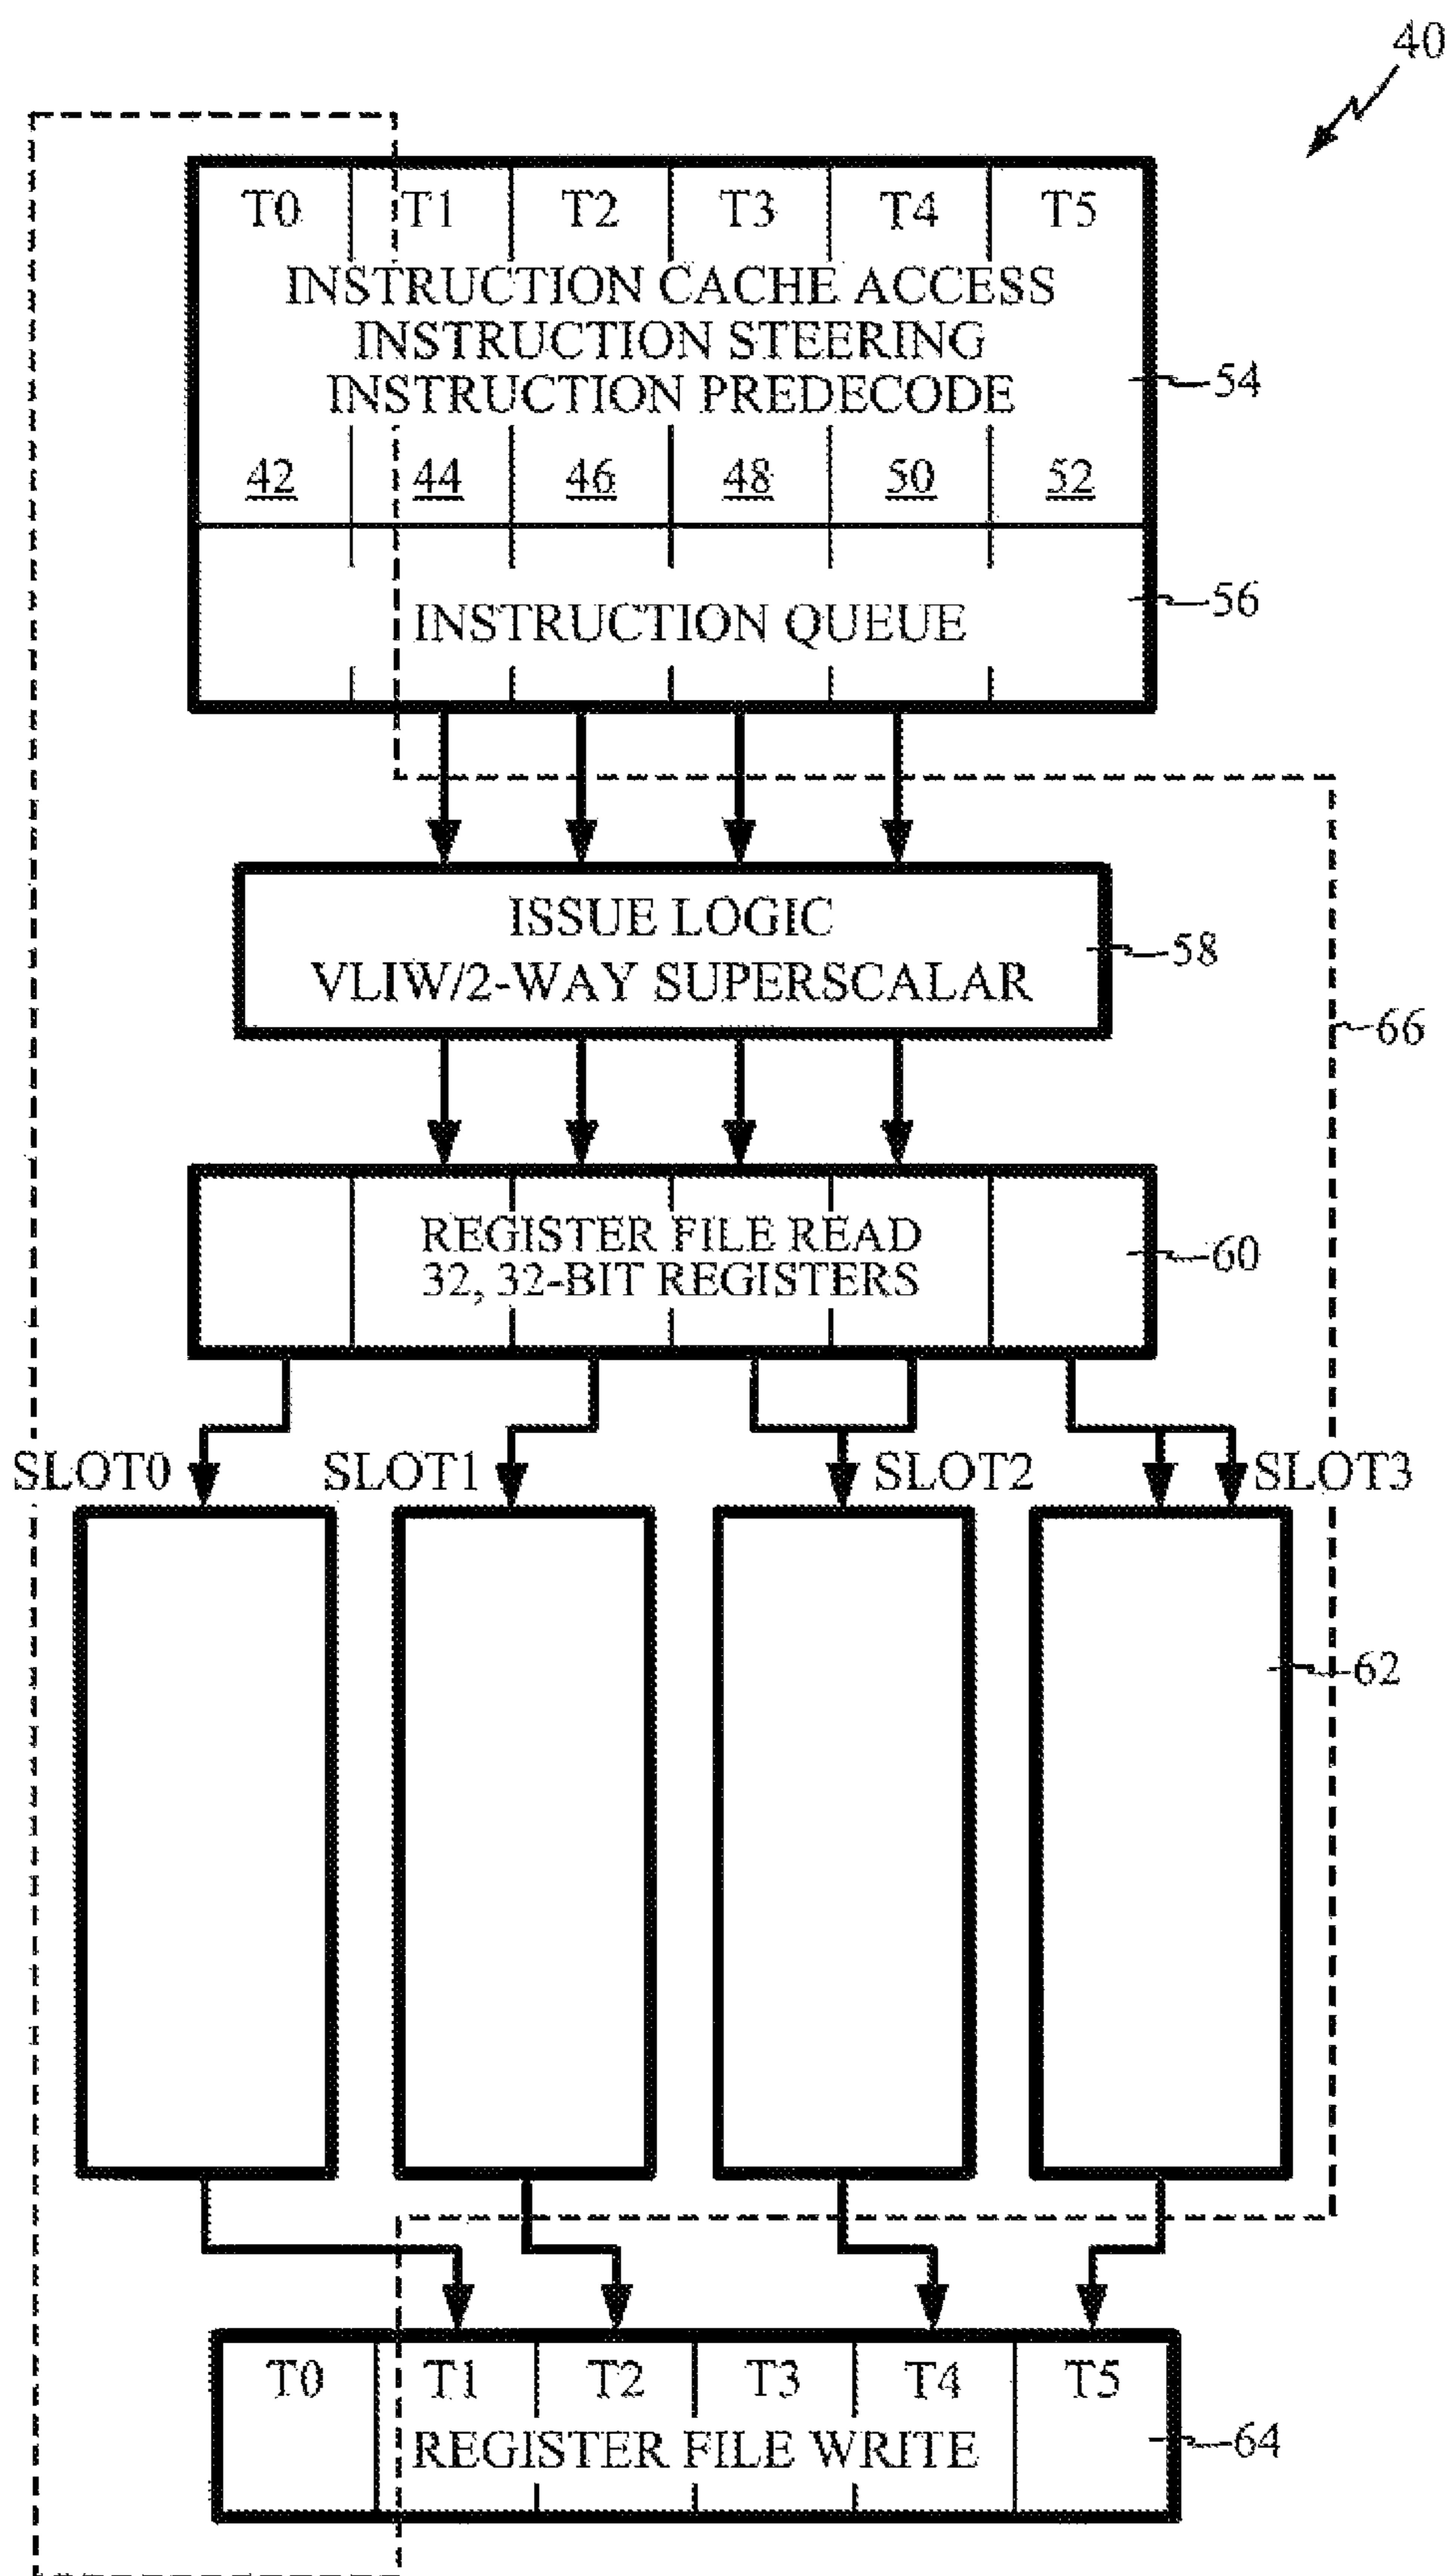 40
T0 T1 T2 T3 T4 T5
INSTRUCTION CACHE ACCESS
INSTRUCTION STEERING
INSTRUCTION PREDECODE
54
42 44 46 48 50 52
INSTRUCTION QUEUE
56
ISSUE LOGIC
VLIW/2-WAY SUPERSCALAR
58
66
REGISTER FILE READ
32, 32-BIT REGISTERS
60
SLOT0 SLOT1 SLOT2 SLOT3
62
T0 T1 T2 T3 T4 T5
REGISTER FILE WRITE
64